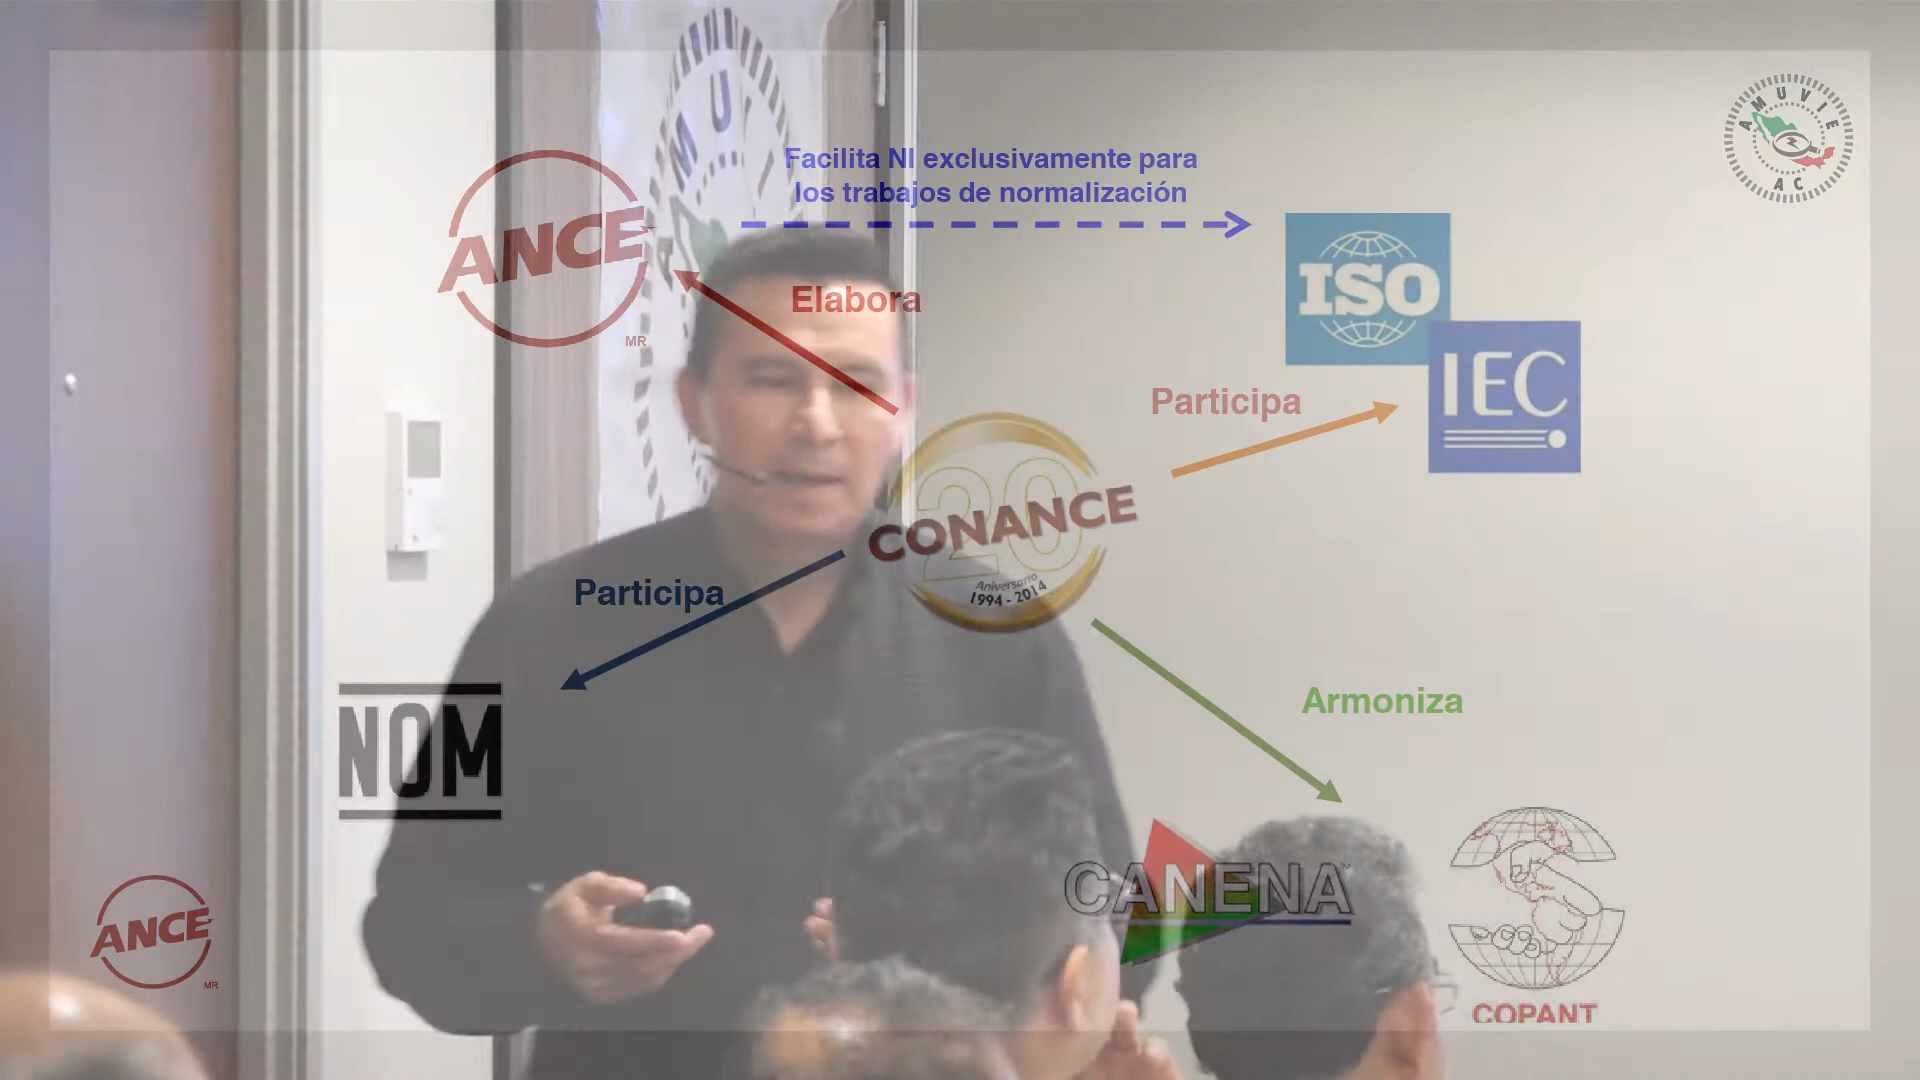 AMUVIE
AC
M U
A
Facilita NI exclusivamente para
los trabajos de normalización
ANCE
MR
Elabora
ISO
IEC
Participa
20
CONANCE
Aniversario
1994 - 2014
Participa
NOM
Armoniza
CANENA
COPANT
ANCE
MR